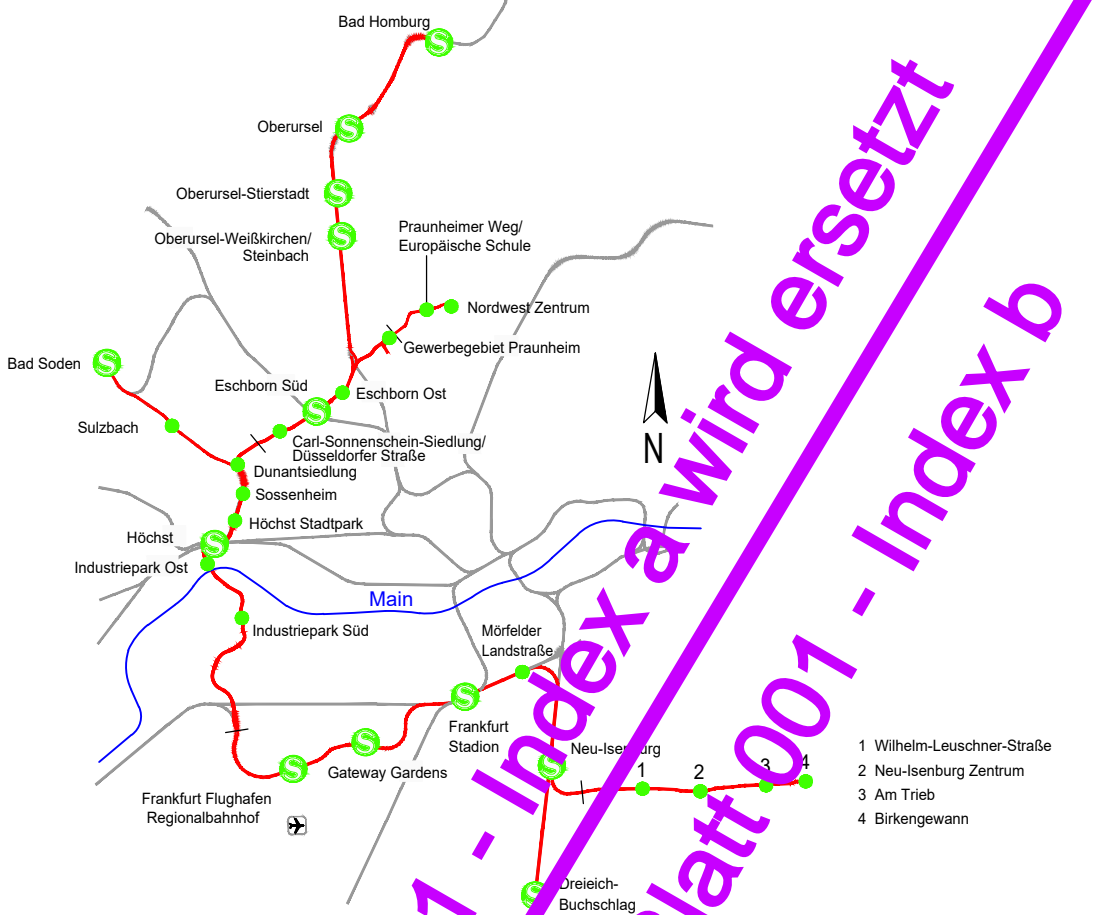 Bad Homburg
Oberursel
Oberursel-Stierstadt
Oberursel-Weißkirchen/
Steinbach
Praunheimer Weg/
Europäische Schule
Nordwest Zentrum
Gewerbegebiet Praunheim
Bad Soden
Eschborn Süd
Eschborn Ost
Sulzbach
Carl-Sonnenschein-Siedlung/
Düsseldorfer Straße
Dunantsiedlung
Sossenheim
Höchst Stadtpark
Höchst
Industriepark Ost
Main
Industriepark Süd
Mörfelder
Landstraße
N
Frankfurt
Stadion
Gateway Gardens
Frankfurt Flughafen
Regionalbahnhof
Neu-Isenburg
1
2
3
4
Dreieich-
Buchschlag
1 Wilhelm-Leuschner-Straße
2 Neu-Isenburg Zentrum
3 Am Trieb
4 Birkengewann
1 - Index a wird ersetzt
latt 001 - Index b
S
S
S
S
S
S
S
S
S
S
S
S